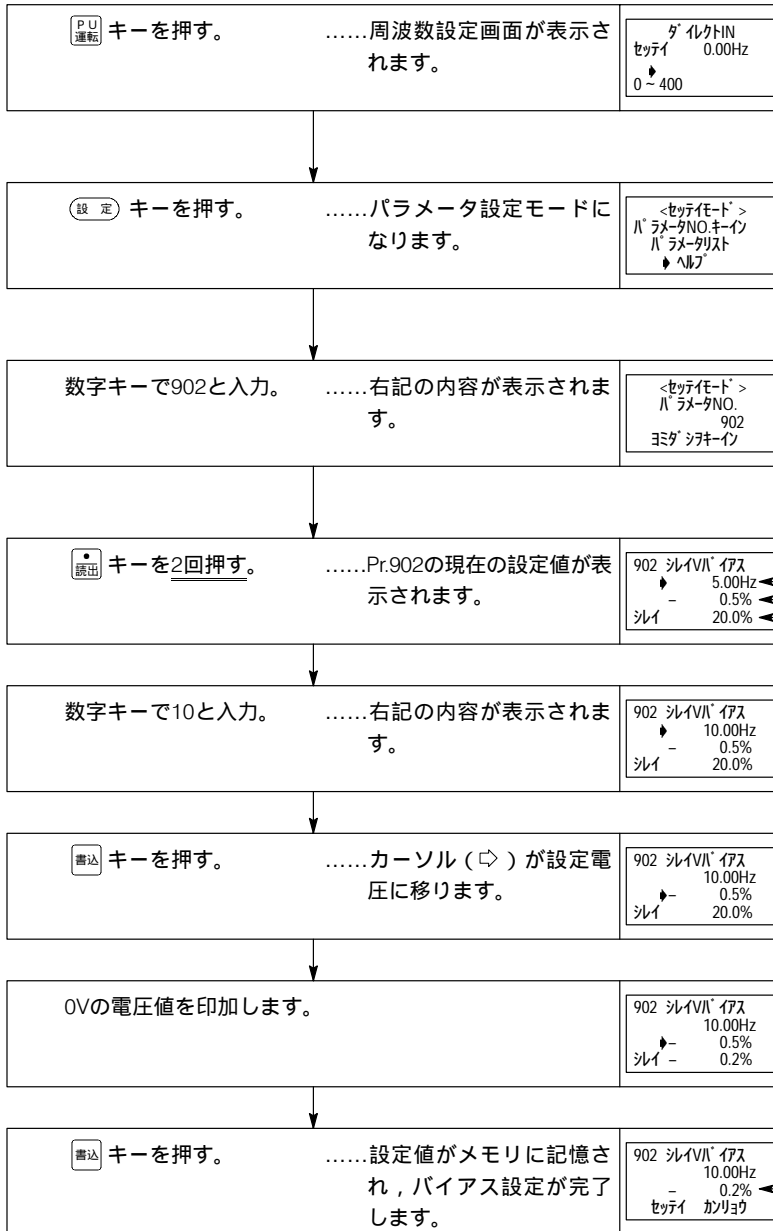 PU運転 キーを押す。 ……周波数設定画面が表示さ
れます。
ダイレクトIN
セッテイ 0.00Hz
0~400
設 定 キーを押す。 ……パラメータ設定モードに
なります。
<セッテイモード>
パラメータNO.キーイン
パラメータリスト
ヘルプ
数字キーで902と入力。 ……右記の内容が表示されま
す。
<セッテイモード>
パラメータNO.
902
ヨミダシヲキーイン
読出 キーを2回押す。 ……Pr.902の現在の設定値が表
示されます。
902 シレイVバイアス
5.00Hz
– 0.5%
シレイ 20.0%
数字キーで10と入力。 ……右記の内容が表示されま
す。
902 シレイVバイアス
10.00Hz
– 0.5%
シレイ 20.0%
書込 キーを押す。 ……カーソル(⇨)が設定電
圧に移ります。
902 シレイVバイアス
10.00Hz
– 0.5%
シレイ 20.0%
0Vの電圧値を印加します。
902 シレイVバイアス
10.00Hz
– 0.5%
シレイ – 0.2%
書込 キーを押す。 ……設定値がメモリに記憶さ
れ,バイアス設定が完了
します。
902 シレイVバイアス
10.00Hz
– 0.2%
セッテイ カンリョウ